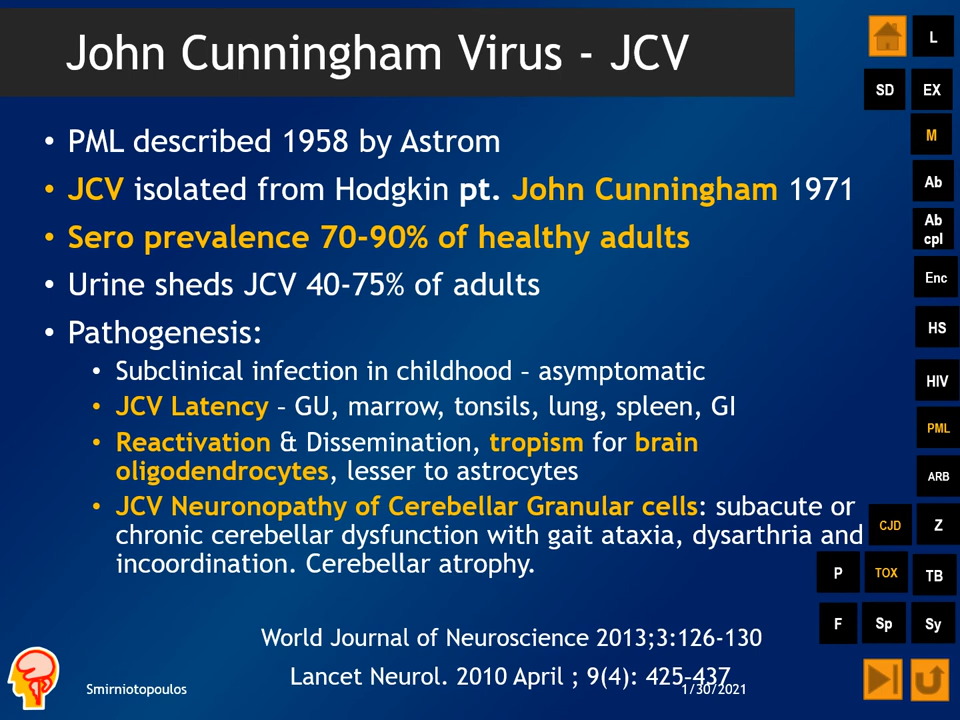 John Cunningham Virus - JCV
• PML described 1958 by Astrom
• JCV isolated from Hodgkin pt. John Cunningham 1971
• Sero prevalence 70-90% of healthy adults
• Urine sheds JCV 40-75% of adults
• Pathogenesis:
• Subclinical infection in childhood – asymptomatic
• JCV Latency – GU, marrow, tonsils, lung, spleen, GI
• Reactivation & Dissemination, tropism for brain
oligodendrocytes, lesser to astrocytes
• JCV Neuronopathy of Cerebellar Granular cells: subacute or
chronic cerebellar dysfunction with gait ataxia, dysarthria and
incoordination. Cerebellar atrophy.
World Journal of Neuroscience 2013;3:126-130
Lancet Neurol. 2010 April ; 9(4): 425–437
Smirniotopoulos
1/30/2021
L
SD EX
M
Ab
Ab
cpl
Enc
HS
HIV
PML
ARB
CJD Z
P TOX TB
F Sp Sy